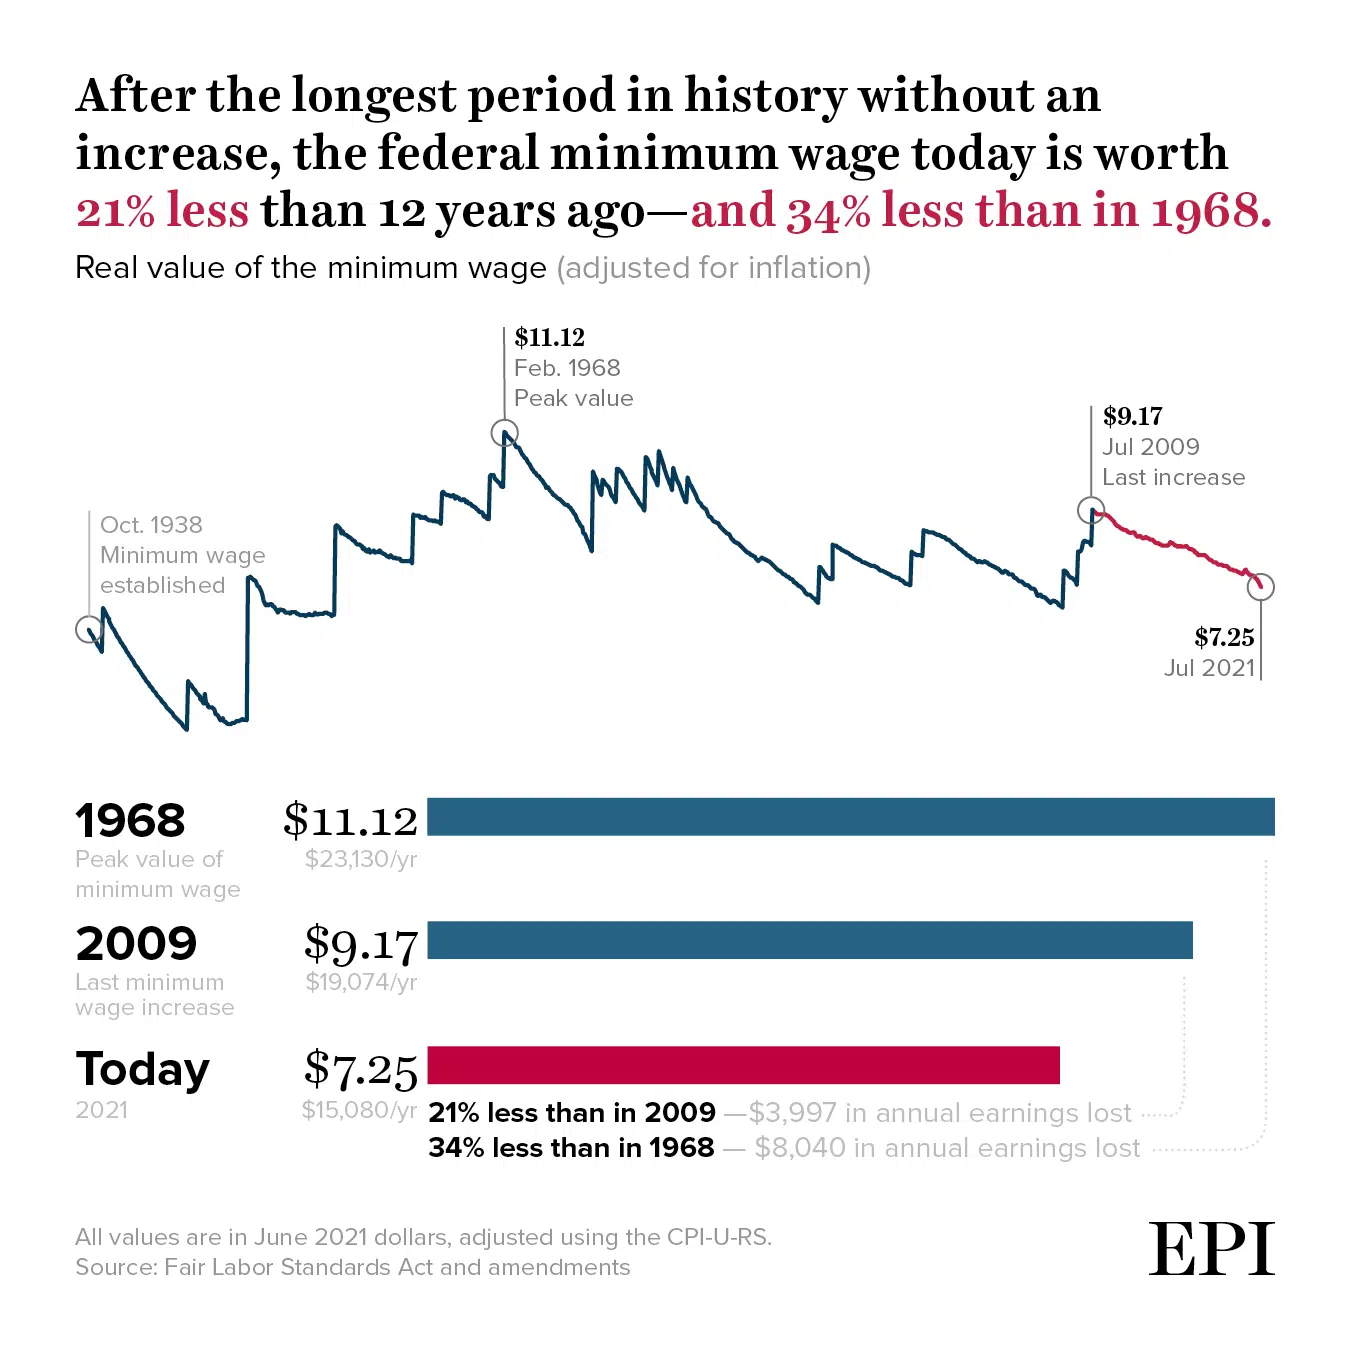 After the longest period in history without an
increase, the federal minimum wage today is worth
21% less than 12 years ago—and 34% less than in 1968.
Real value of the minimum wage (adjusted for inflation)
$11.12
Feb. 1968
Peak value
$9.17
Jul 2009
Last increase
Oct. 1938
Minimum wage
established
$7.25
Jul 2021
1968
$11.12
Peak value of
minimum wage
$23,130/yr
2009
$9.17
Last minimum
wage increase
$19,074/yr
Today
$7.25
2021
$15,080/yr
21% less than in 2009 —$3,997 in annual earnings lost
34% less than in 1968 — $8,040 in annual earnings lost
All values are in June 2021 dollars, adjusted using the CPI-U-RS.
Source: Fair Labor Standards Act and amendments
EPI